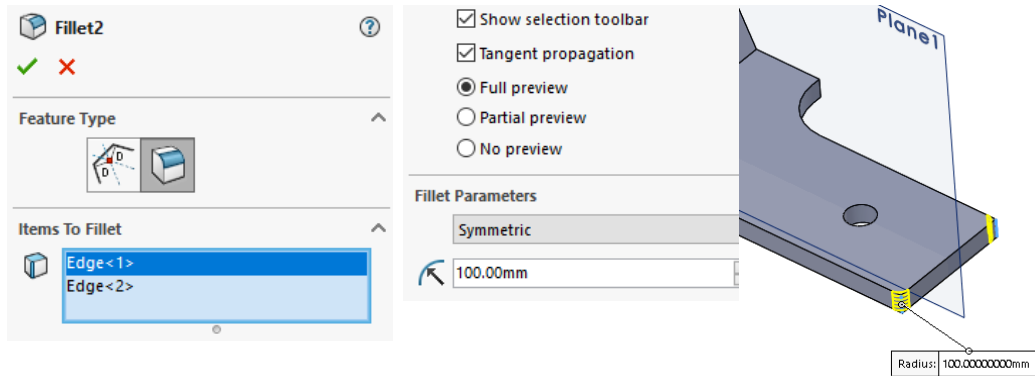 Fillet2
Feature Type
D
D
Items To Fillet
Edge<1>
Edge<2>
Show selection toolbar
Tangent propagation
Full preview
Partial preview
No preview
Fillet Parameters
Symmetric
100.00mm
Plane1
Radius: 100.00000000mm